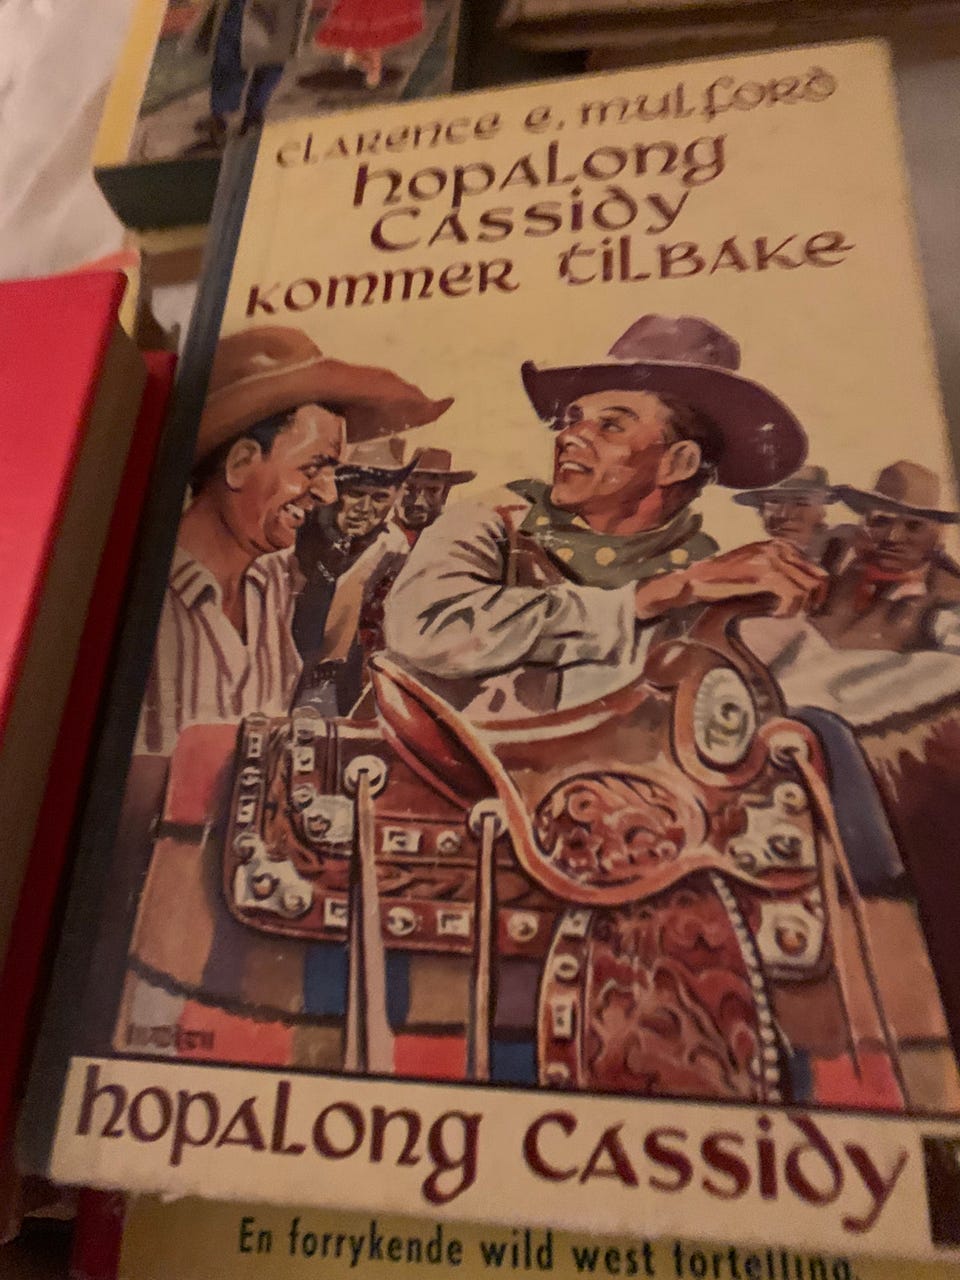 clarence e. mulford
hopalong
cassidy
kommer tilbake
hopalong cassidy
En forrykende wild west fortelling.